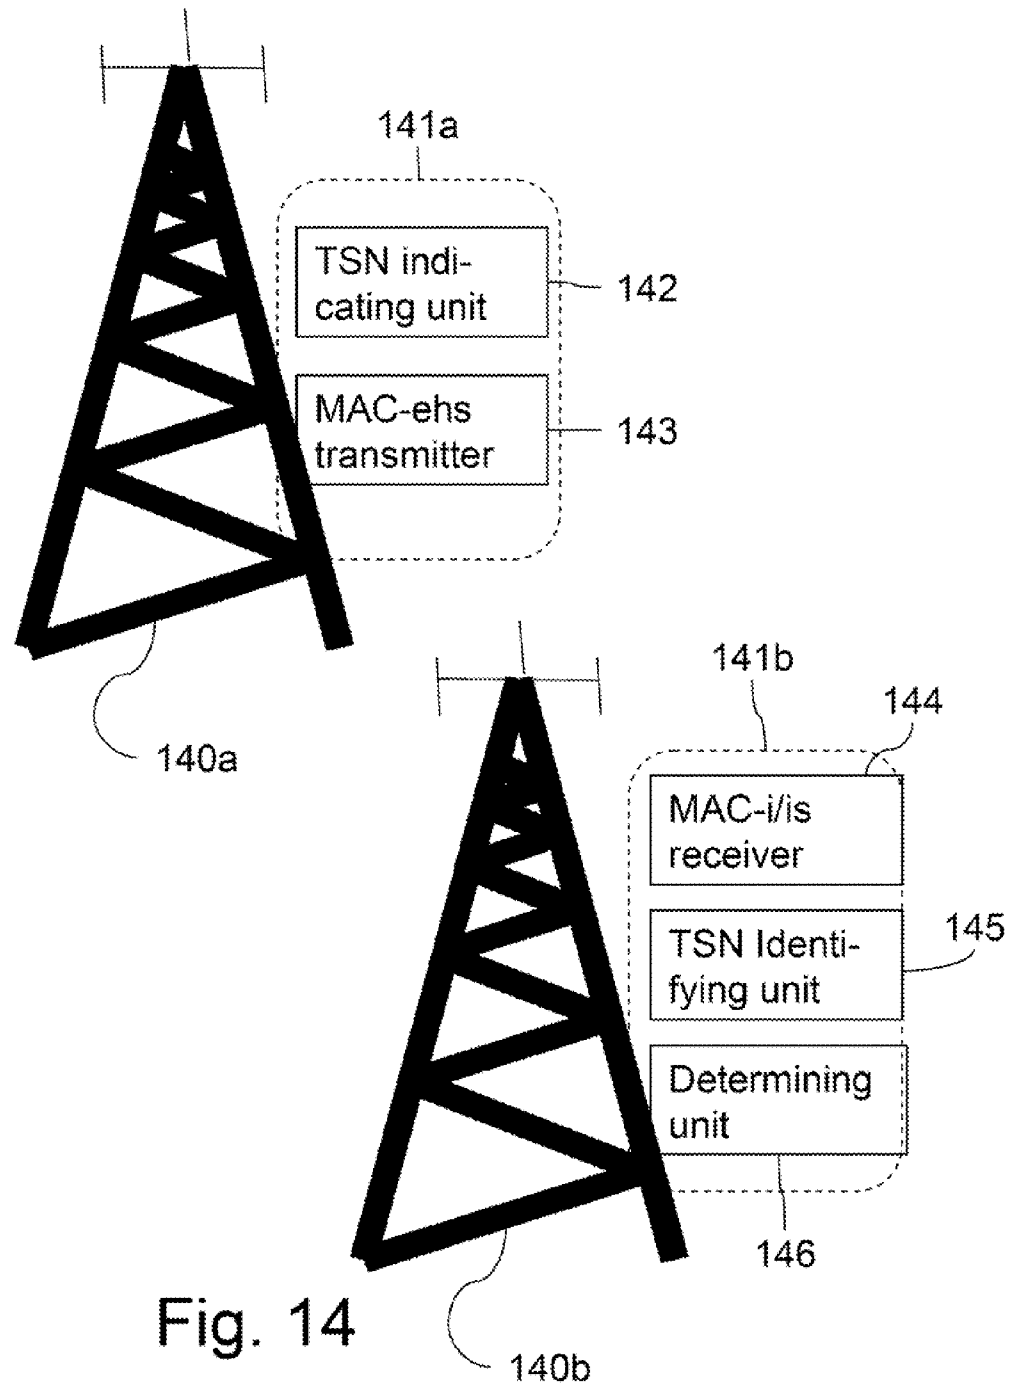 141a
TSN indi-
cating unit
142
MAC-ehs
transmitter
143
140a
141b
144
MAC-i/is
receiver
145
TSN Identi-
fying unit
Determining
unit
146
140b
Fig. 14